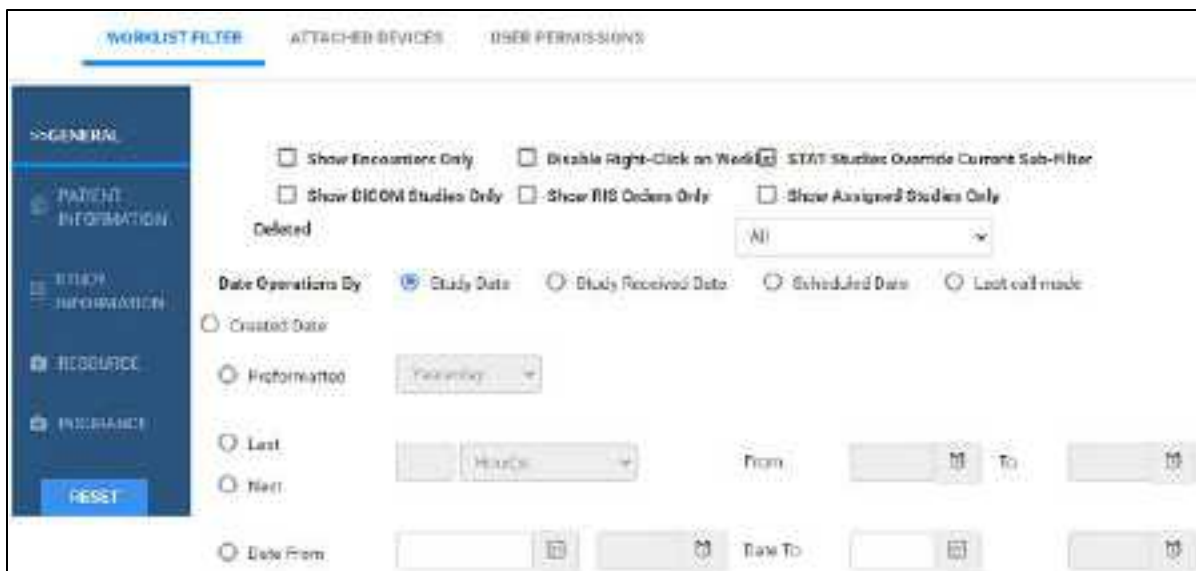 WORKLIST FILTER ATTACHED DEVICES USER PERMISSIONS
>>GENERAL
Show Encounters Only Disable Right-Click on Worklist STAT Studies Override Current Sub-Filter
PATIENT INFORMATION
Show DICOM Studies Only Show RIS Orders Only Show Assigned Studies Only
Deleted All
STUDY INFORMATION
Date Operations By Study Date Study Received Date Scheduled Date Last call made
Created Date
RESOURCE
Preformatted Yesterday
INSURANCE
Last
Hour(s) From To
Next
RESET
Date From Date To